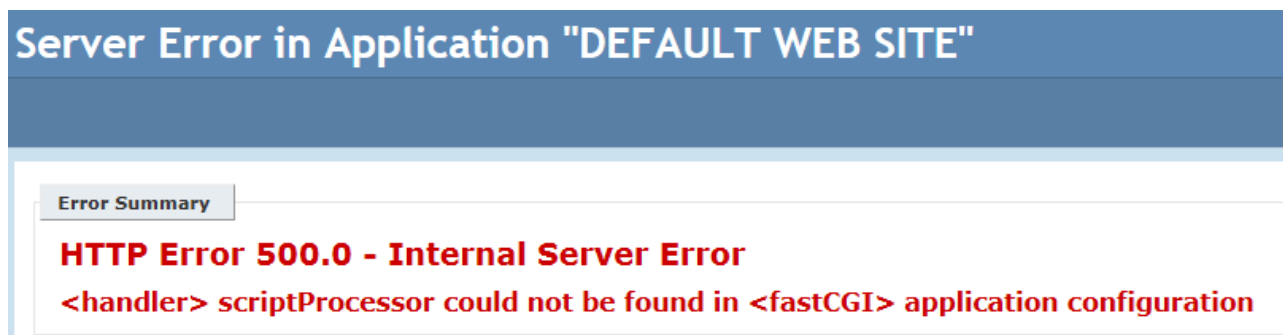 Server Error in Application "DEFAULT WEB SITE"
Error Summary
HTTP Error 500.0 - Internal Server Error
<handler> scriptProcessor could not be found in <fastCGI> application configuration